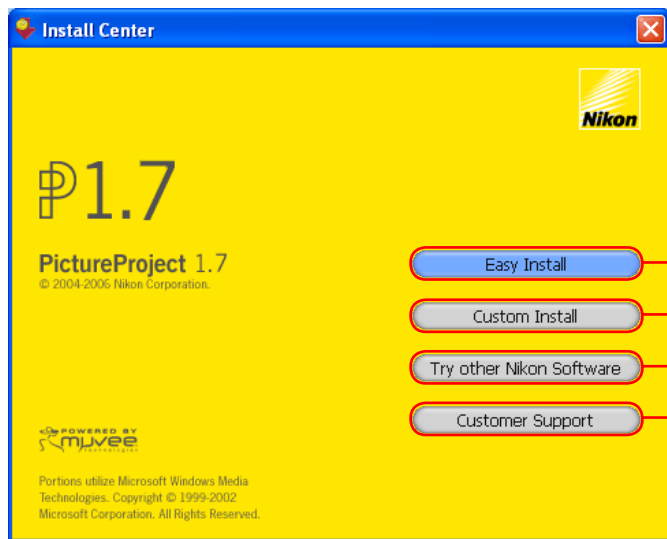 Install Center
Nikon
P1.7
PictureProject 1.7
© 2004-2006 Nikon Corporation.
Easy Install
Custom Install
Try other Nikon Software
Customer Support
POWERED BY
muvee
technologies
Portions utilize Microsoft Windows Media
Technologies. Copyright © 1999-2002
Microsoft Corporation. All Rights Reserved.